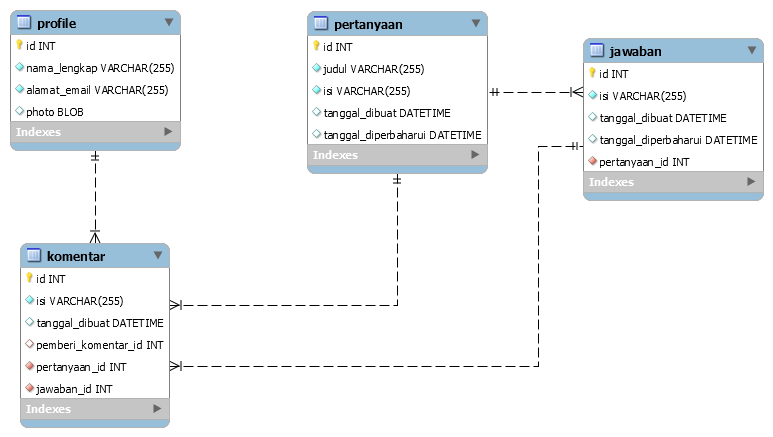 profile
id INT
nama_lengkap VARCHAR(255)
alamat_email VARCHAR(255)
photo BLOB
Indexes
pertanyaan
id INT
judul VARCHAR(255)
isi VARCHAR(255)
tanggal_dibuat DATETIME
tanggal_diperbaharui DATETIME
Indexes
jawaban
id INT
isi VARCHAR(255)
tanggal_dibuat DATETIME
tanggal_diperbaharui DATETIME
pertanyaan_id INT
Indexes
komentar
id INT
isi VARCHAR(255)
tanggal_dibuat DATETIME
pemberi_komentar_id INT
pertanyaan_id INT
jawaban_id INT
Indexes